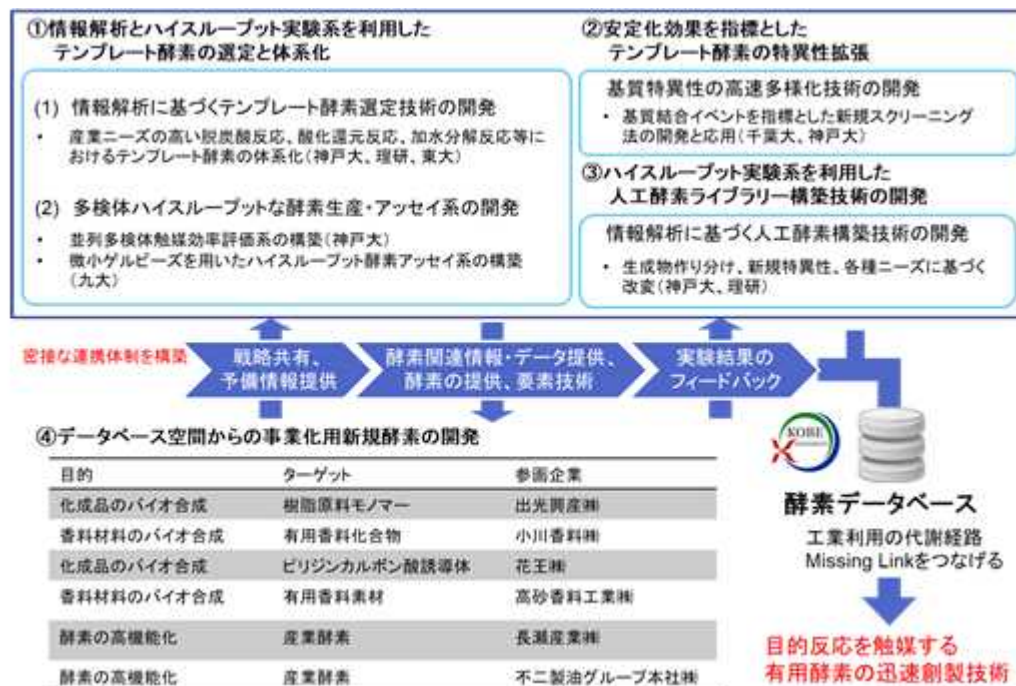 ①情報解析とハイスループット実験系を利用した
テンプレート酵素の選定と体系化
(1) 情報解析に基づくテンプレート酵素選定技術の開発
・ 産業ニーズの高い脱炭酸反応、酸化還元反応、加水分解反応等に
おけるテンプレート酵素の体系化(神戸大、理研、東大)
(2) 多検体ハイスループットな酵素生産・アッセイ系の開発
・ 並列多検体触媒効率評価系の構築(神戸大)
・ 微小ゲルビーズを用いたハイスループット酵素アッセイ系の構築
(九大)
②安定化効果を指標とした
テンプレート酵素の特異性拡張
基質特異性の高速多様化技術の開発
・ 基質結合イベントを指標とした新規スクリーニング
法の開発と応用(千葉大、神戸大)
③ハイスループット実験系を利用した
人工酵素ライブラリー構築技術の開発
情報解析に基づく人工酵素構築技術の開発
・ 生成物作り分け、新規特異性、各種ニーズに基づく
改変(神戸大、理研)
密接な連携体制を構築
戦略共有、
予備情報提供
酵素関連情報・データ提供、
酵素の提供、要素技術
実験結果の
フィードバック
④データベース空間からの事業化用新規酵素の開発
目的 ターゲット 参画企業
化成品のバイオ合成 樹脂原料モノマー 出光興産㈱
香料材料のバイオ合成 有用香料化合物 小川香料㈱
化成品のバイオ合成 ピリジンカルボン酸誘導体 花王㈱
香料材料のバイオ合成 有用香料素材 高砂香料工業㈱
酵素の高機能化 産業酵素 長瀬産業㈱
酵素の高機能化 産業酵素 不二製油グループ本社㈱
KOBE
酵素データベース
工業利用の代謝経路
Missing Linkをつなげる
目的反応を触媒する
有用酵素の迅速創製技術